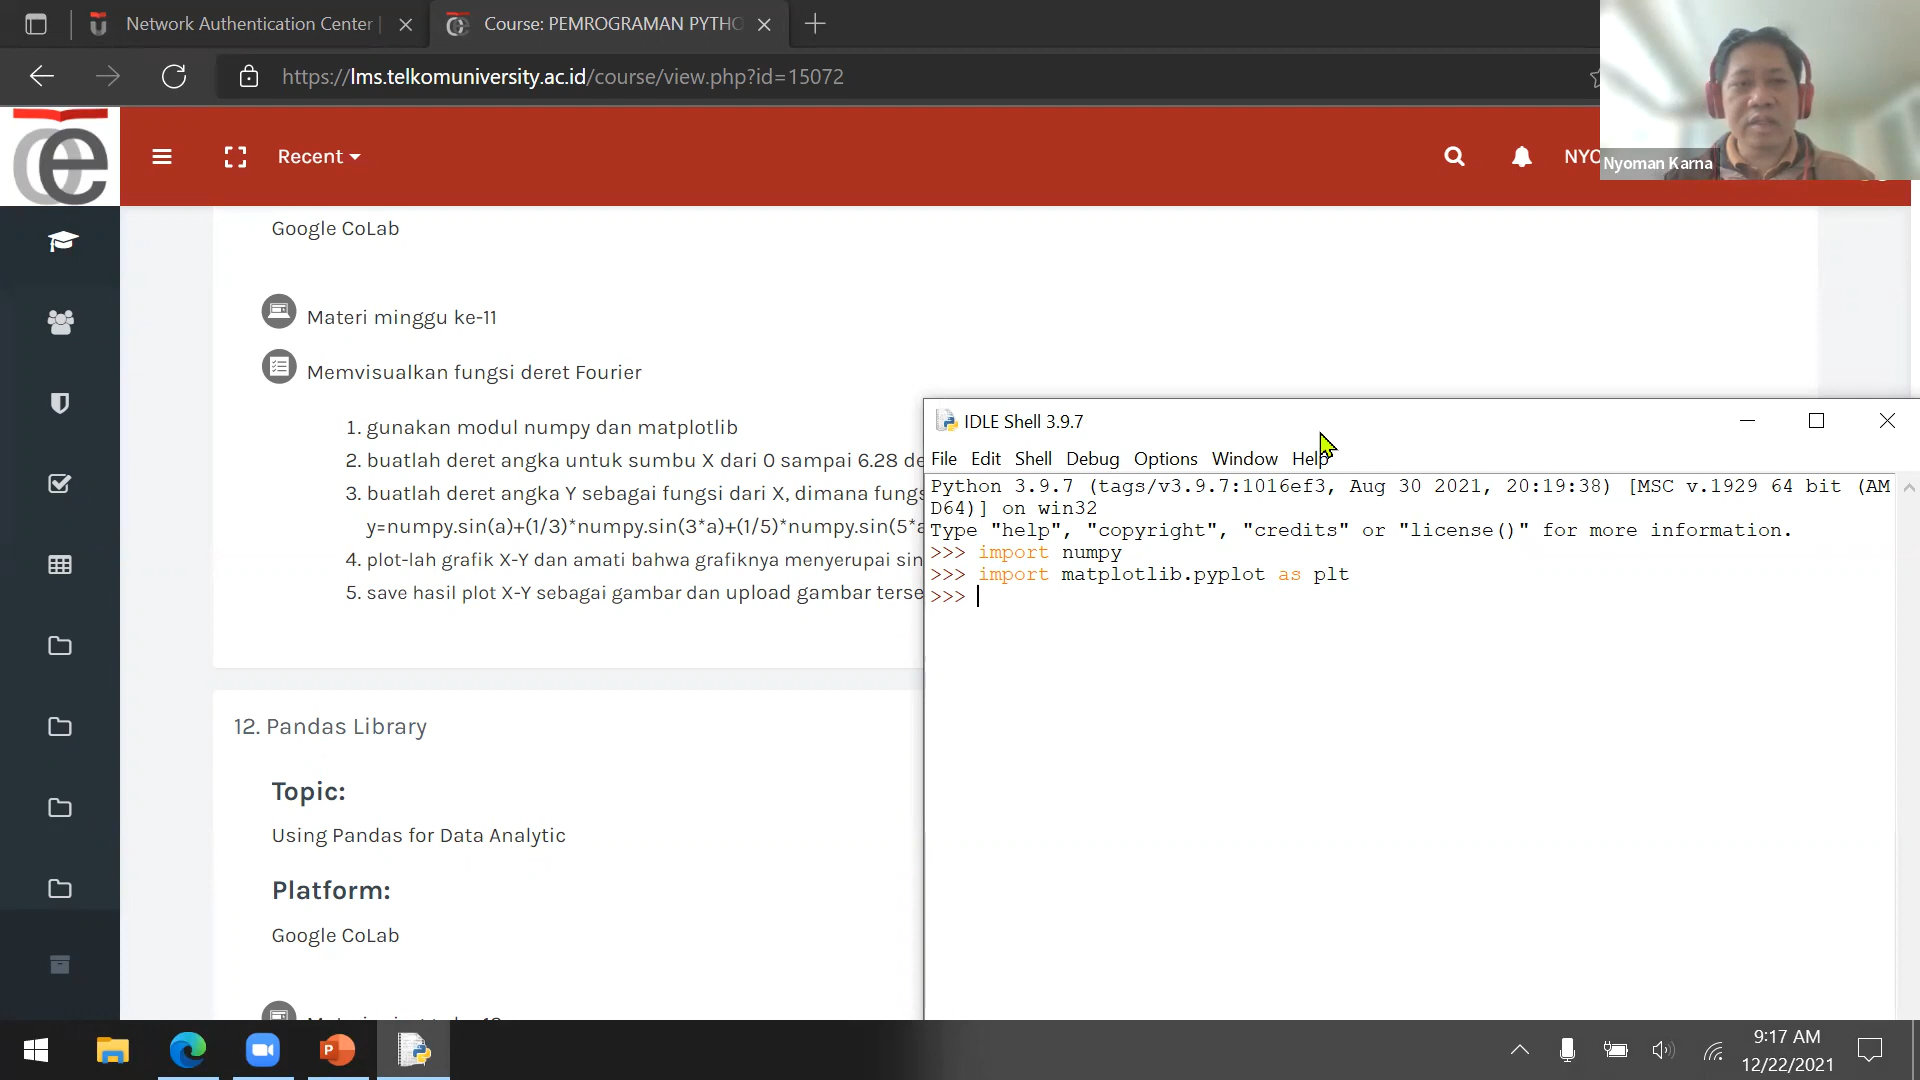 Network Authentication Center |
Course: PEMROGRAMAN PYTHO
https://lms.telkomuniversity.ac.id/course/view.php?id=15072
Recent
NYO
Nyoman Karna
Google CoLab
Materi minggu ke-11
Memvisualkan fungsi deret Fourier
1. gunakan modul numpy dan matplotlib
2. buatlah deret angka untuk sumbu X dari 0 sampai 6.28 de
3. buatlah deret angka Y sebagai fungsi dari X, dimana fungs
y=numpy.sin(a)+(1/3)*numpy.sin(3*a)+(1/5)*numpy.sin(5*a
4. plot-lah grafik X-Y dan amati bahwa grafiknya menyerupai sin
5. save hasil plot X-Y sebagai gambar dan upload gambar terse
12. Pandas Library
Topic:
Using Pandas for Data Analytic
Platform:
Google CoLab
IDLE Shell 3.9.7
File Edit Shell Debug Options Window Help
Python 3.9.7 (tags/v3.9.7:1016ef3, Aug 30 2021, 20:19:38) [MSC v.1929 64 bit (AM
D64)] on win32
Type "help", "copyright", "credits" or "license()" for more information.
>>> import numpy
>>> import matplotlib.pyplot as plt
>>>
9:17 AM
12/22/2021